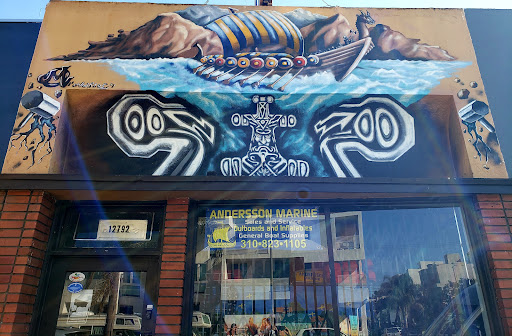 12792
ANDERSSON MARINE
Sales and Service
Outboards and Inflatables
General Boat Supplies
310-823-1105